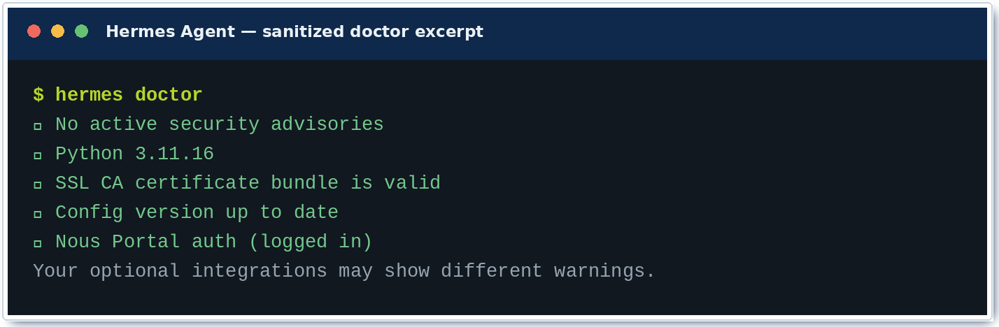 Hermes Agent — sanitized doctor excerpt
$ hermes doctor
▯ No active security advisories
▯ Python 3.11.16
▯ SSL CA certificate bundle is valid
▯ Config version up to date
▯ Nous Portal auth (logged in)
Your optional integrations may show different warnings.